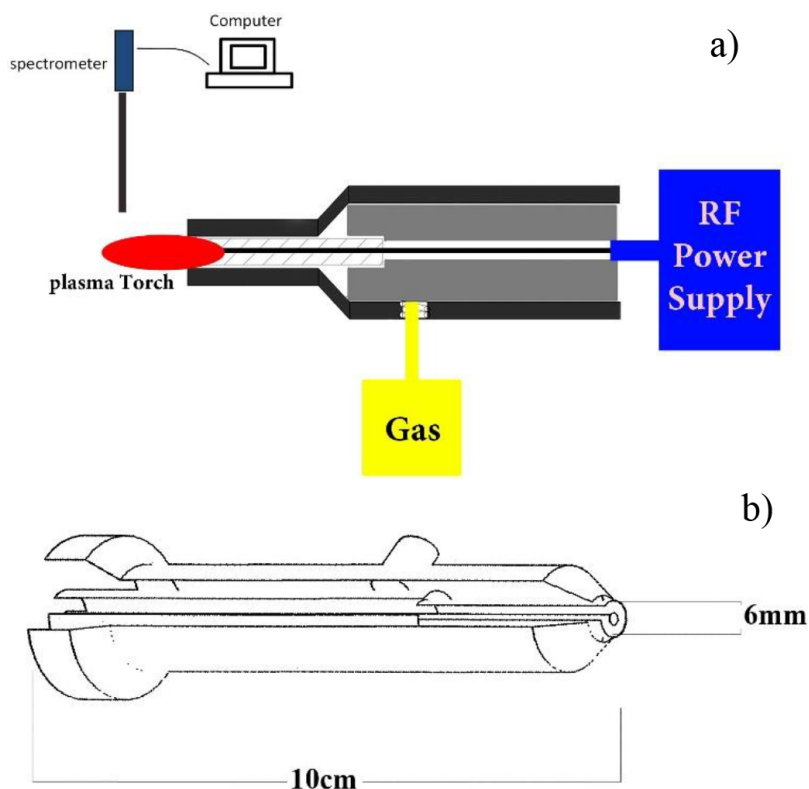 Computer
a)
spectrometer
RF
Power
Supply
plasma Torch
Gas
b)
6mm
10cm